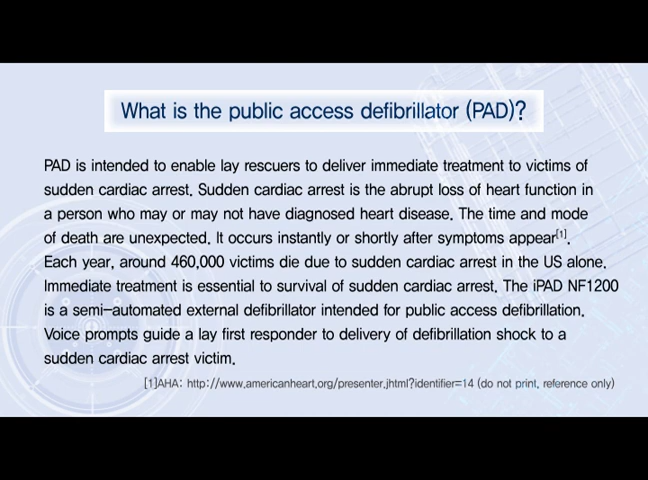 What is the public access defibrillator (PAD)?
PAD is intended to enable lay rescuers to deliver immediate treatment to victims of
sudden cardiac arrest. Sudden cardiac arrest is the abrupt loss of heart function in
a person who may or may not have diagnosed heart disease. The time and mode
of death are unexpected. It occurs instantly or shortly after symptoms appear[1].
Each year, around 460,000 victims die due to sudden cardiac arrest in the US alone.
Immediate treatment is essential to survival of sudden cardiac arrest. The iPAD NF1200
is a semi-automated external defibrillator intended for public access defibrillation.
Voice prompts guide a lay first responder to delivery of defibrillation shock to a
sudden cardiac arrest victim.
[1]AHA: http://www.americanheart.org/presenter.jhtml?identifier=14 (do not print, reference only)